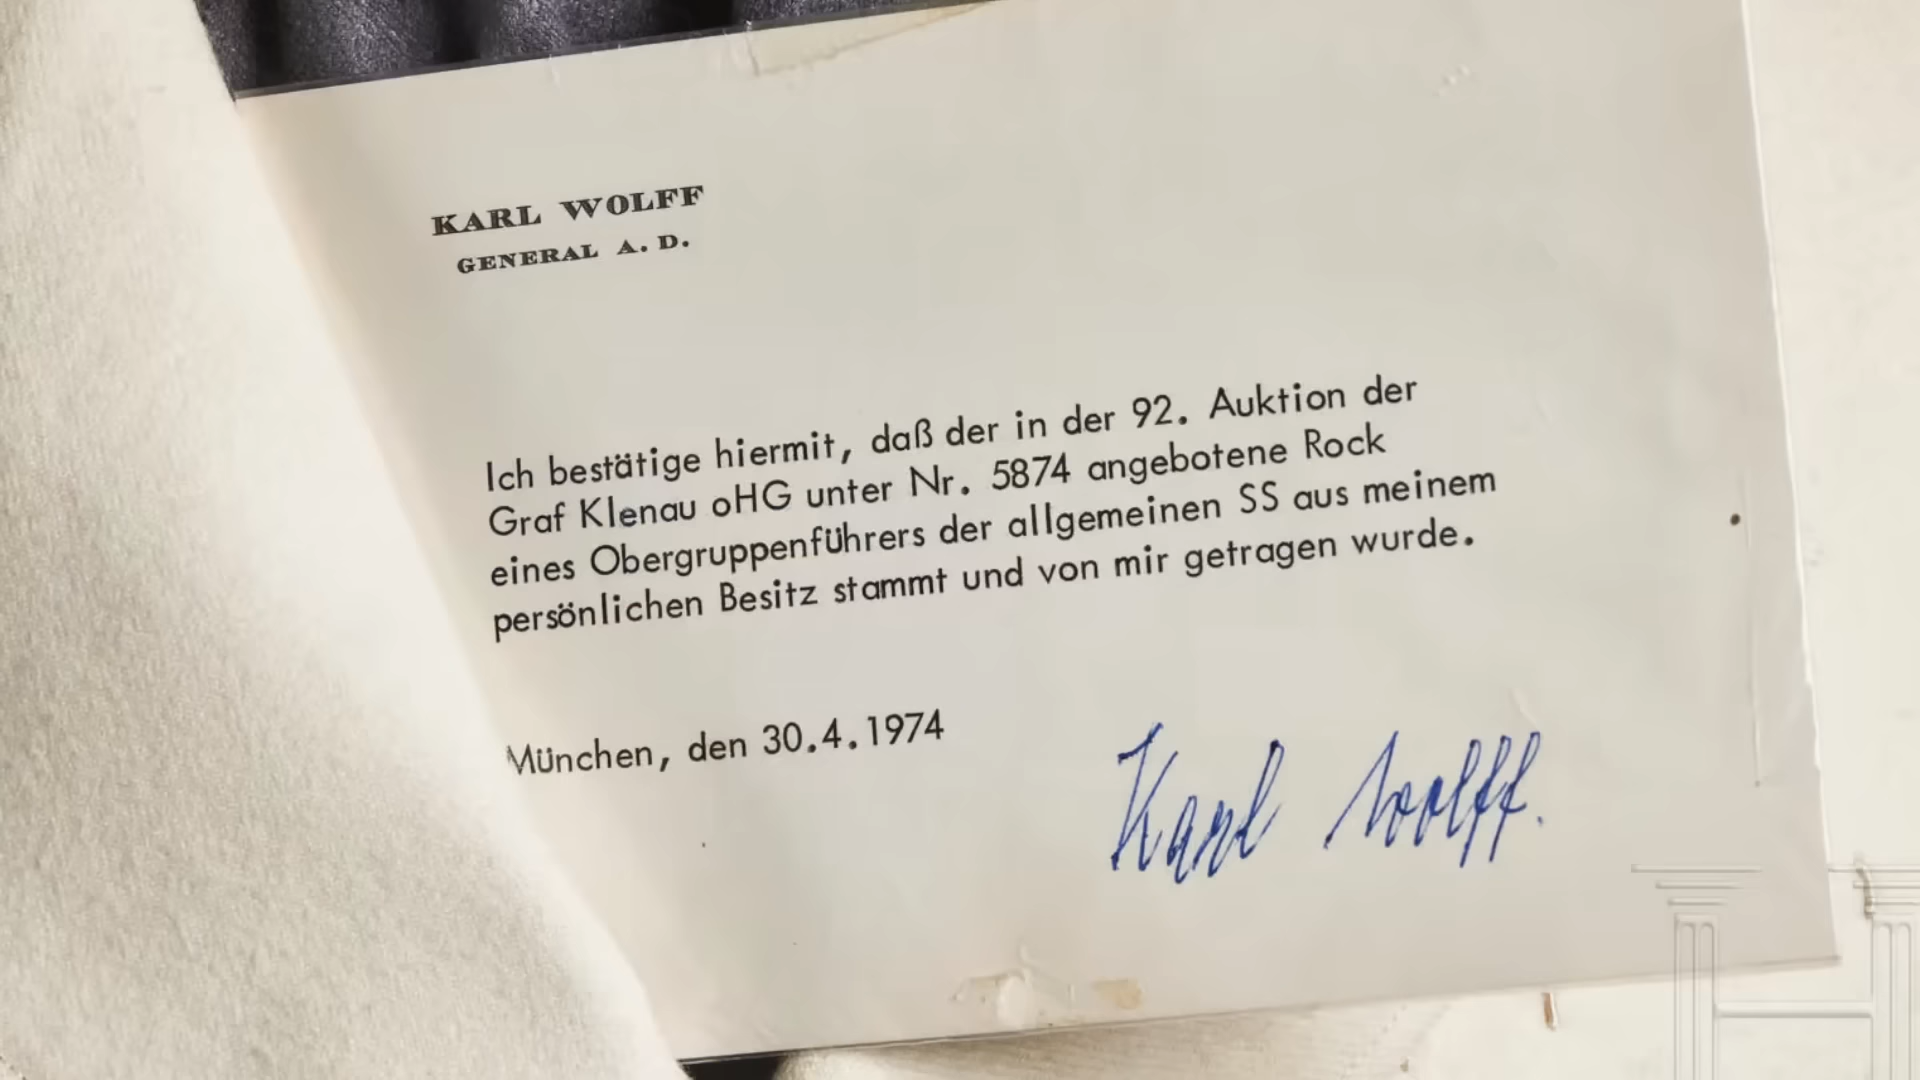 KARL WOLFF
GENERAL A. D.
Ich bestätige hiermit, daß der in der 92. Auktion der
Graf Klenau oHG unter Nr. 5874 angebotene Rock
eines Obergruppenführers der allgemeinen SS aus meinem
persönlichen Besitz stammt und von mir getragen wurde.
München, den 30.4.1974
Karl Wolff.
H